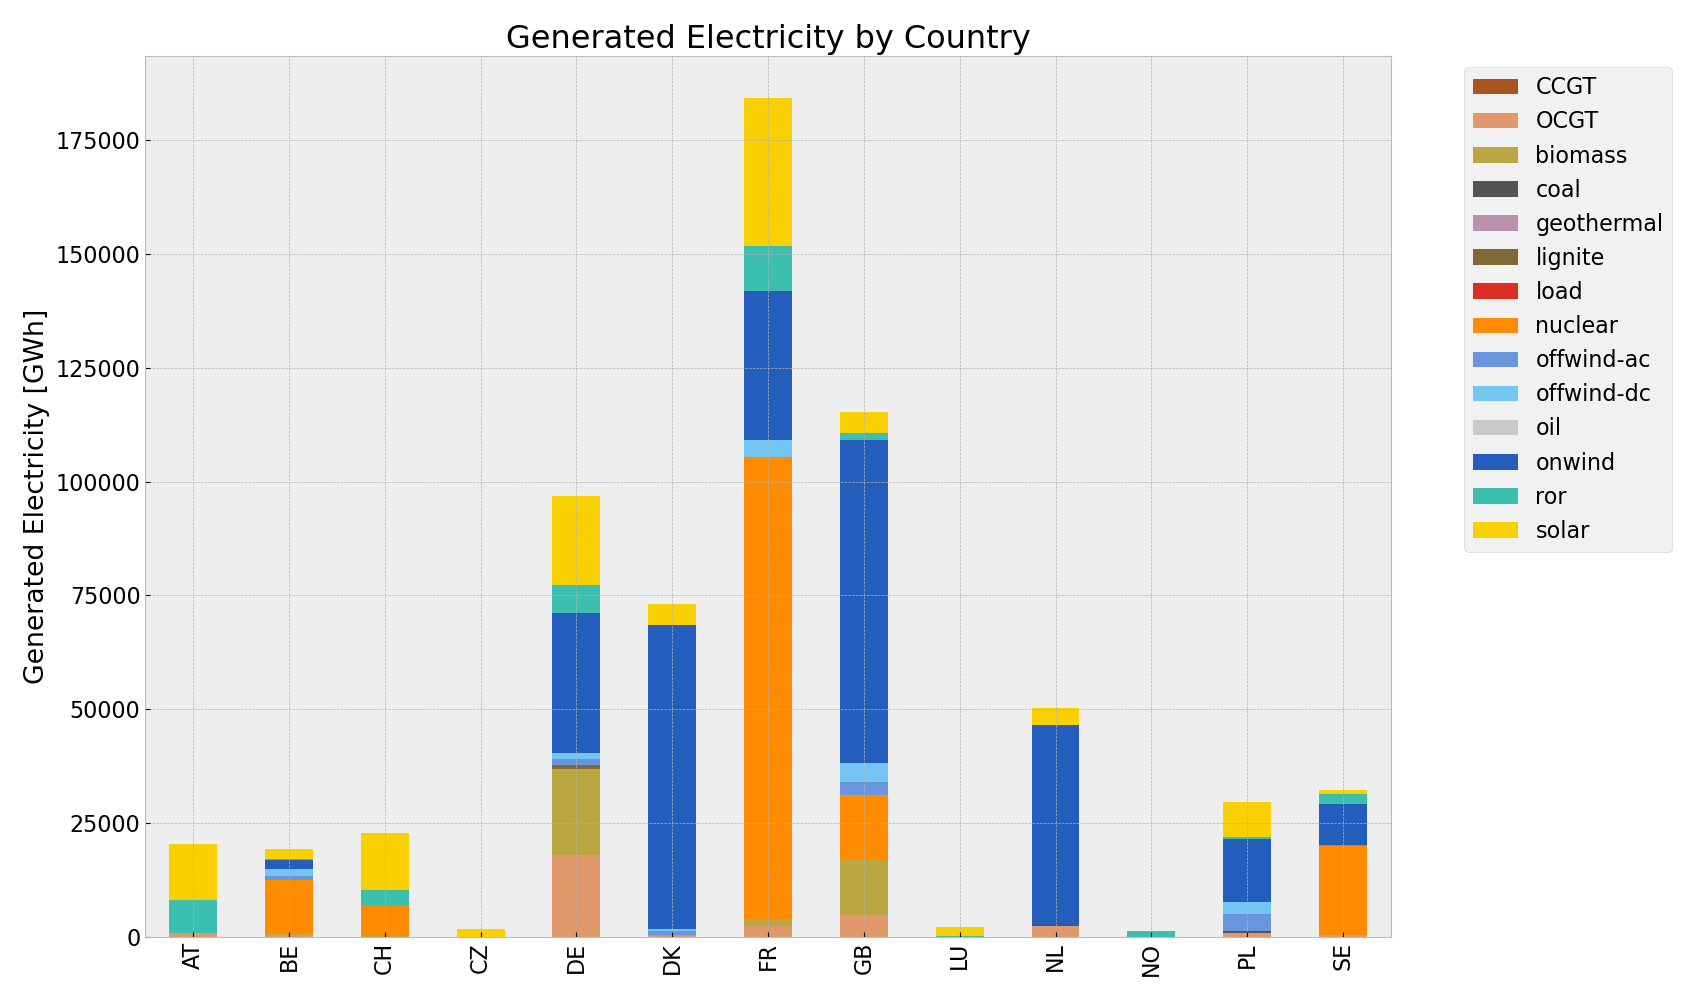 Generated Electricity by Country
Generated Electricity [GWh]
175000
150000
125000
100000
75000
50000
25000
0
AT
BE
CH
CZ
DE
DK
FR
GB
LU
NL
NO
PL
SE
CCGT
OCGT
biomass
coal
geothermal
lignite
load
nuclear
offwind-ac
offwind-dc
oil
onwind
ror
solar